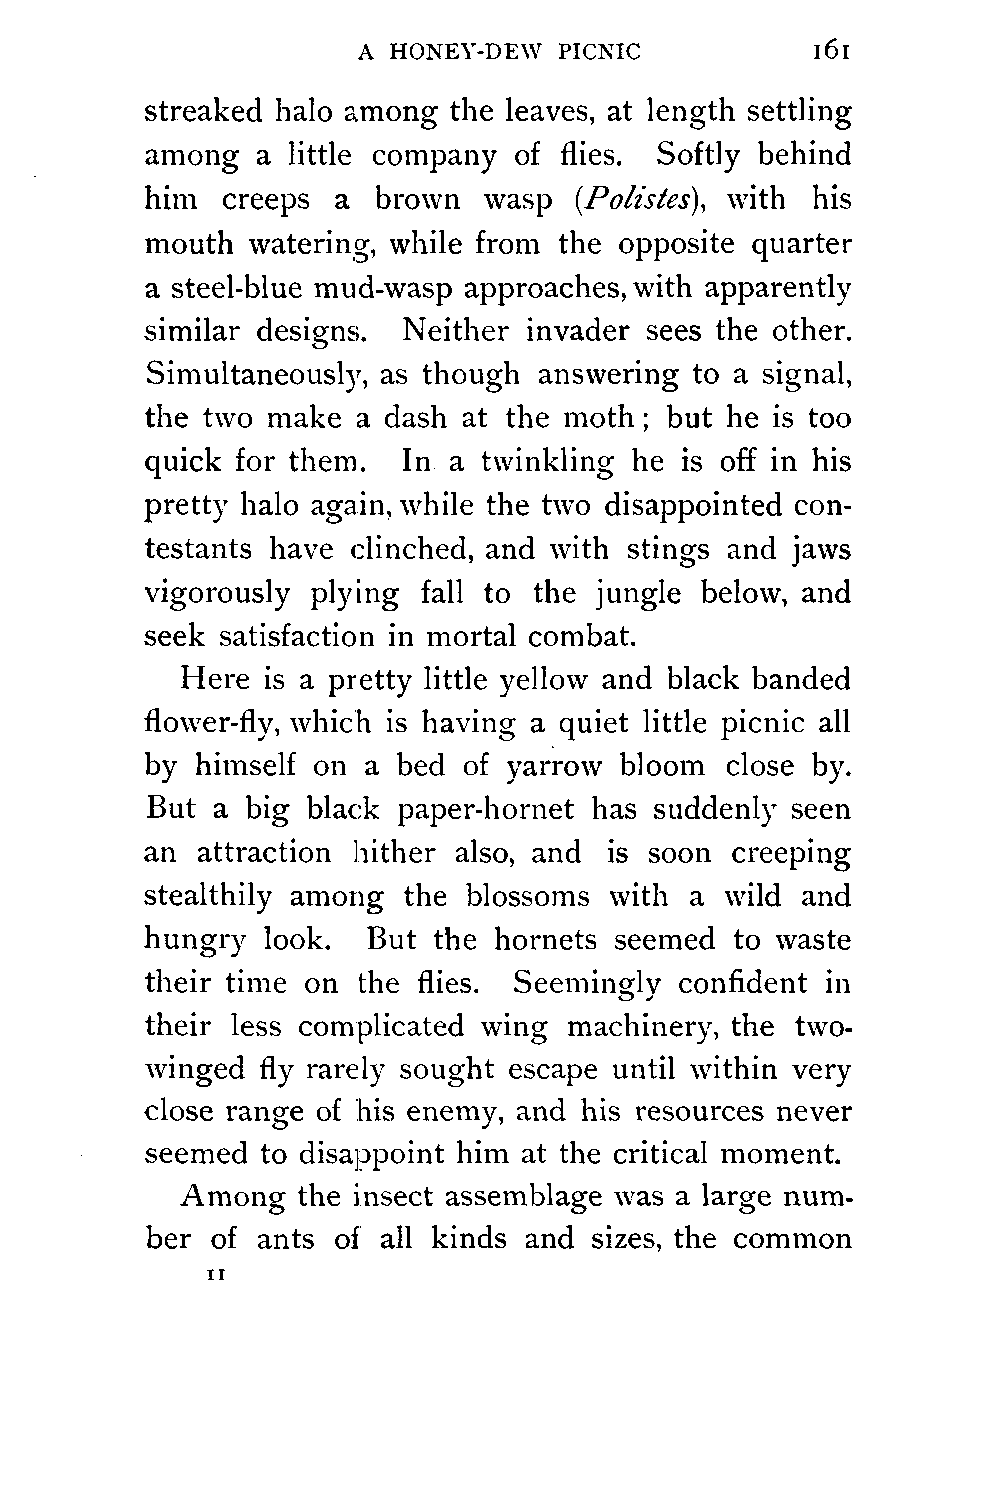 A HONEY-DEW PICNIC 161
streaked halo among the leaves, at length settling
among a little company of flies. Softly behind
him creeps a brown wasp (Polistes), with his
mouth watering, while from the opposite quarter
a steel-blue mud-wasp approaches, with apparently
similar designs. Neither invader sees the other.
Simultaneously, as though answering to a signal,
the two make a dash at the moth; but he is too
quick for them. In a twinkling he is off in his
pretty halo again, while the two disappointed con-
testants have clinched, and with stings and jaws
vigorously plying fall to the jungle below, and
seek satisfaction in mortal combat.
Here is a pretty little yellow and black banded
flower-fly, which is having a quiet little picnic all
by himself on a bed of yarrow bloom close by.
But a big black paper-hornet has suddenly seen
an attraction hither also, and is soon creeping
stealthily among the blossoms with a wild and
hungry look. But the hornets seemed to waste
their time on the flies. Seemingly confident in
their less complicated wing machinery, the two-
winged fly rarely sought escape until within very
close range of his enemy, and his resources never
seemed to disappoint him at the critical moment.
Among the insect assemblage was a large num-
ber of ants of all kinds and sizes, the common
11